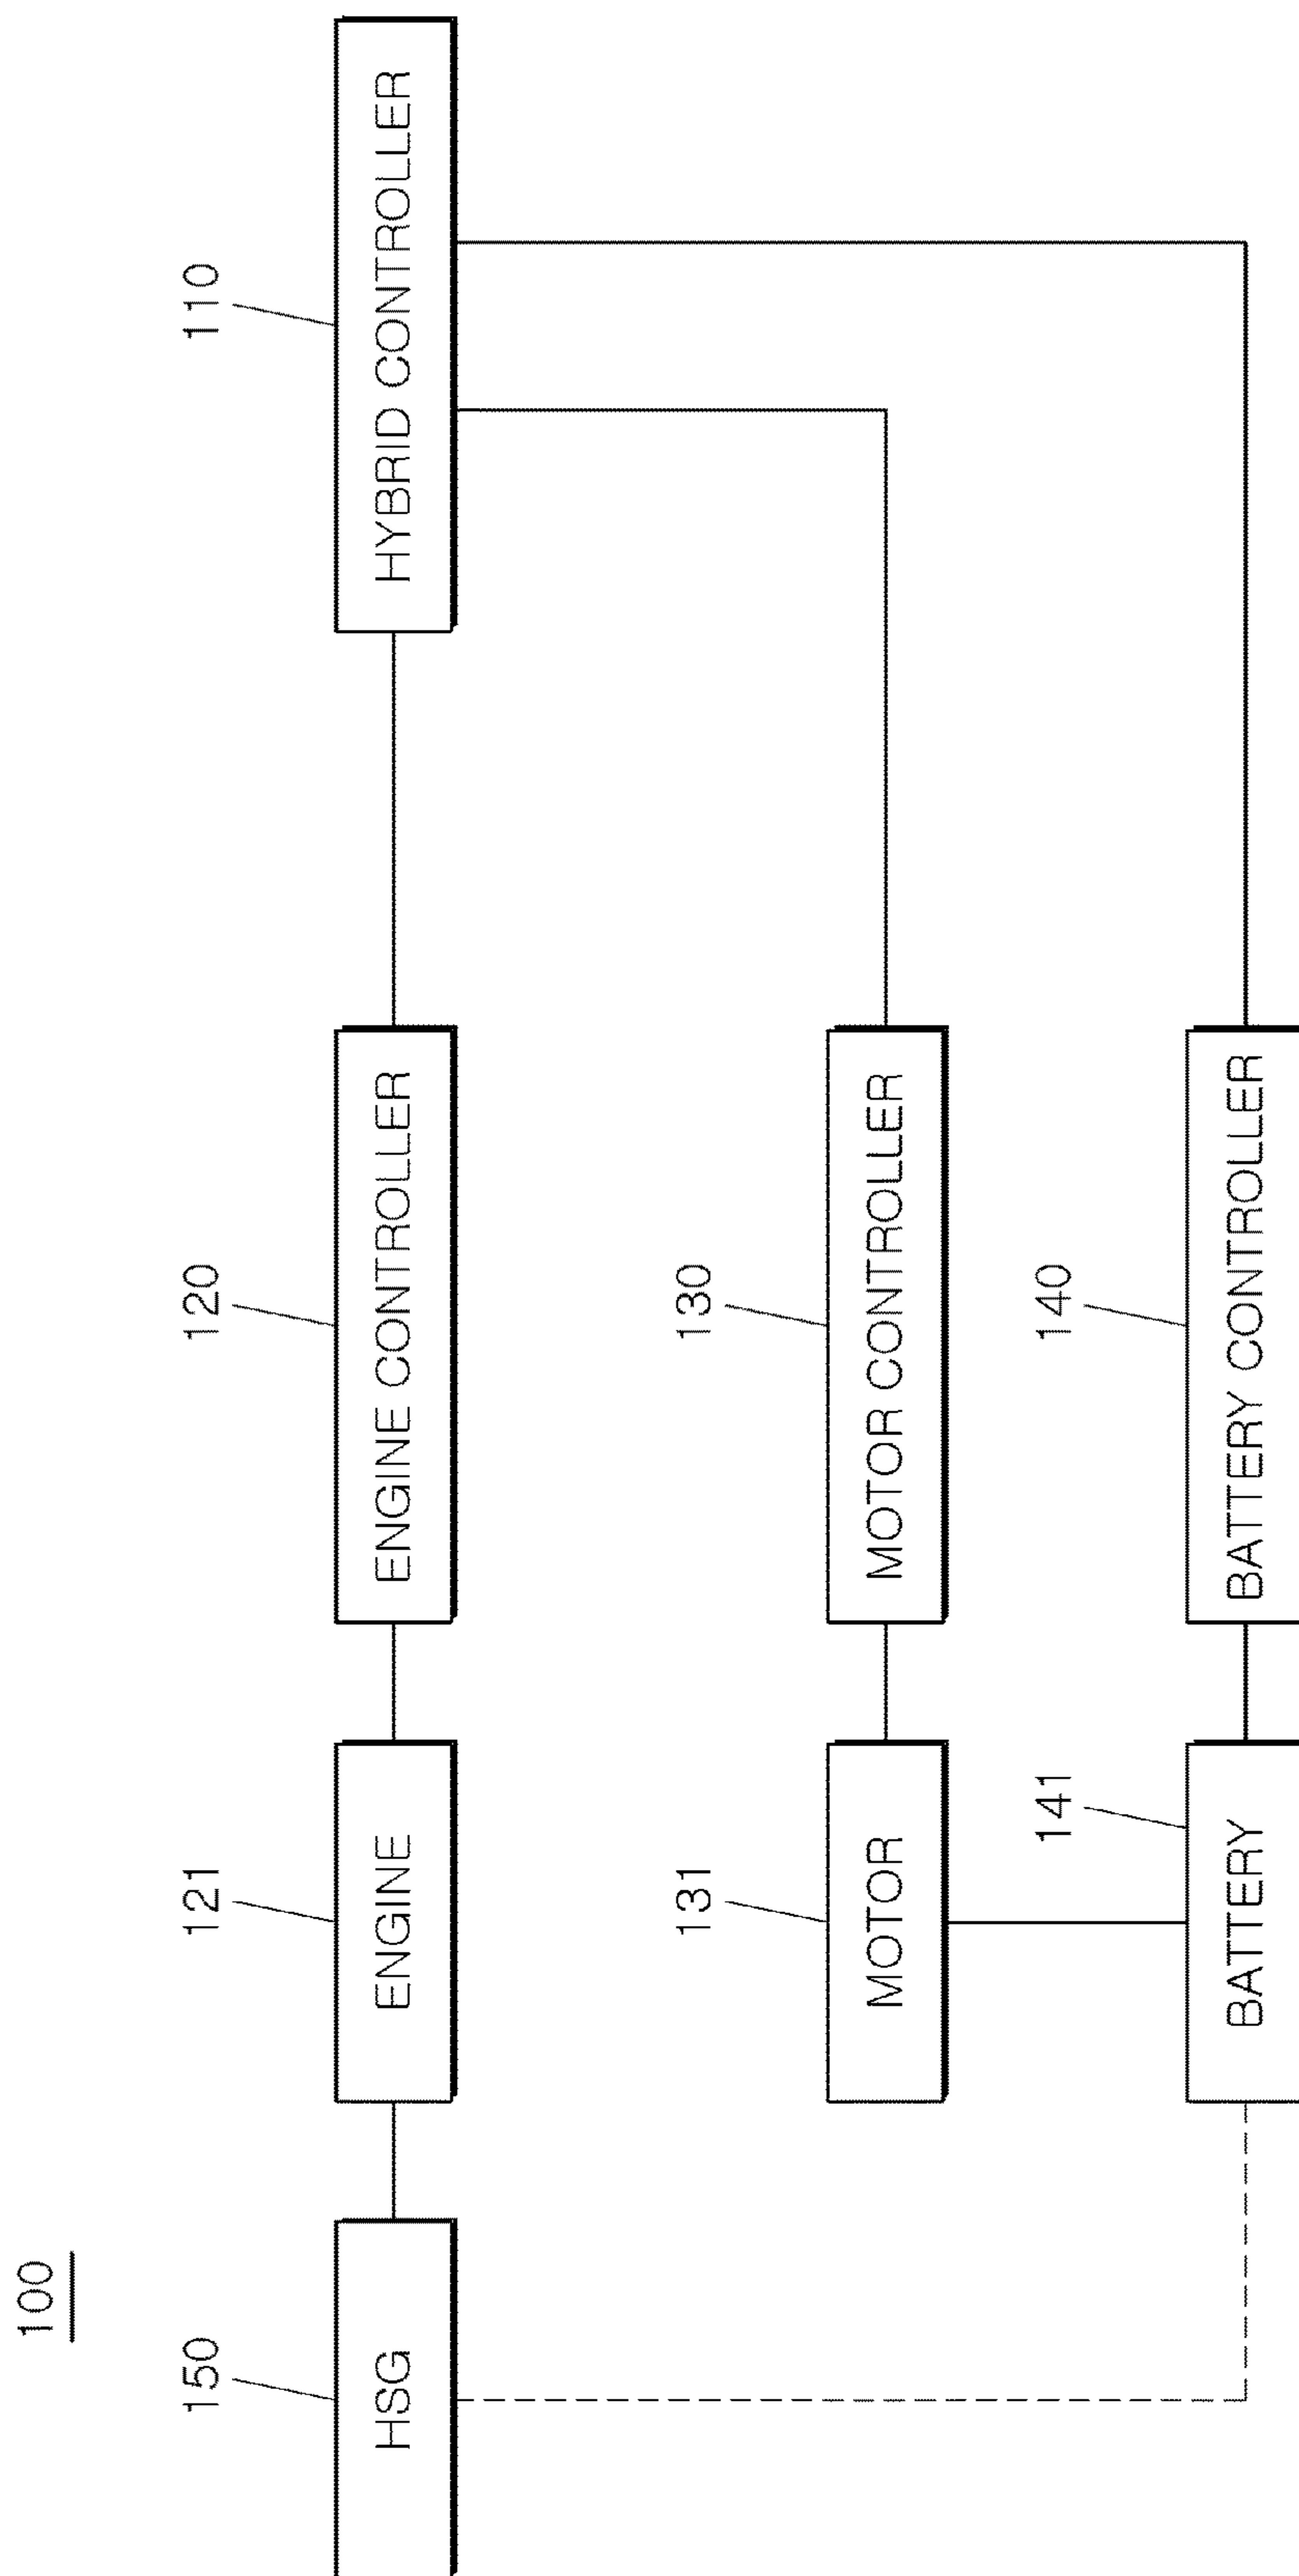 100
150
HSG
121
ENGINE
120
ENGINE CONTROLLER
110
HYBRID CONTROLLER
131
MOTOR
130
MOTOR CONTROLLER
141
BATTERY
140
BATTERY CONTROLLER